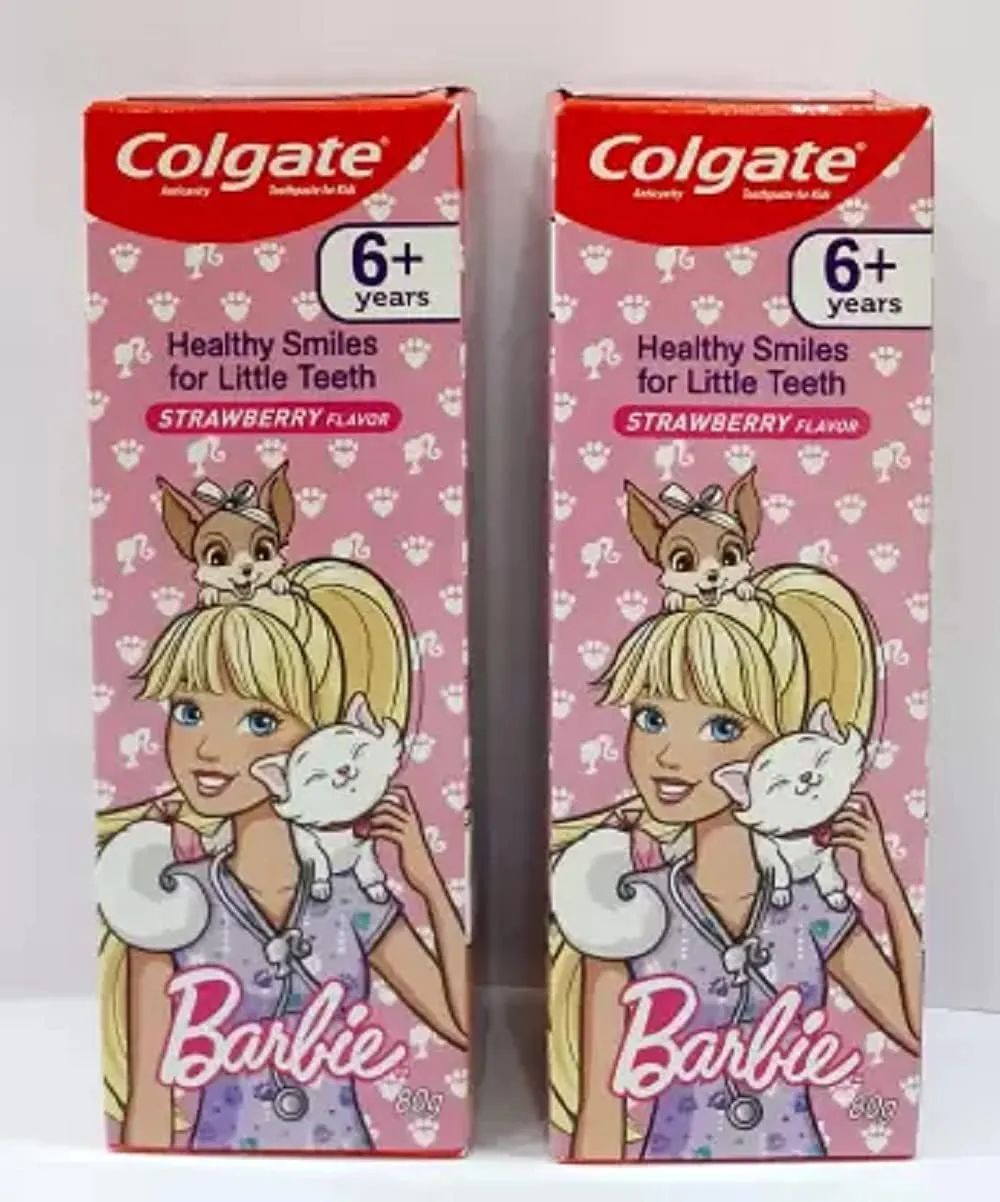 Colgate®
Anticavity Toothpaste for Kids
6+
years
Healthy Smiles
for Little Teeth
STRAWBERRY FLAVOR
Barbie
80g
Colgate®
Anticavity Toothpaste for Kids
6+
years
Healthy Smiles
for Little Teeth
STRAWBERRY FLAVOR
Barbie
80g